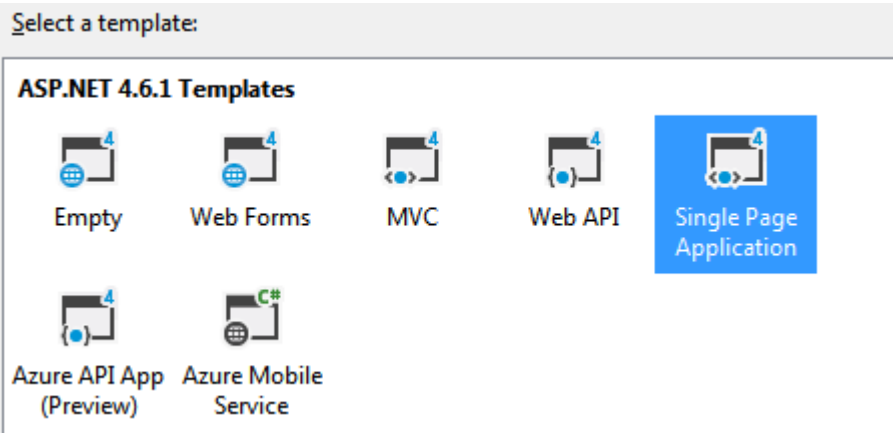 Select a template:
ASP.NET 4.6.1 Templates
4 4 4 4 4
Empty Web Forms MVC Web API Single Page
Application
4 C#
Azure API App Azure Mobile
(Preview) Service